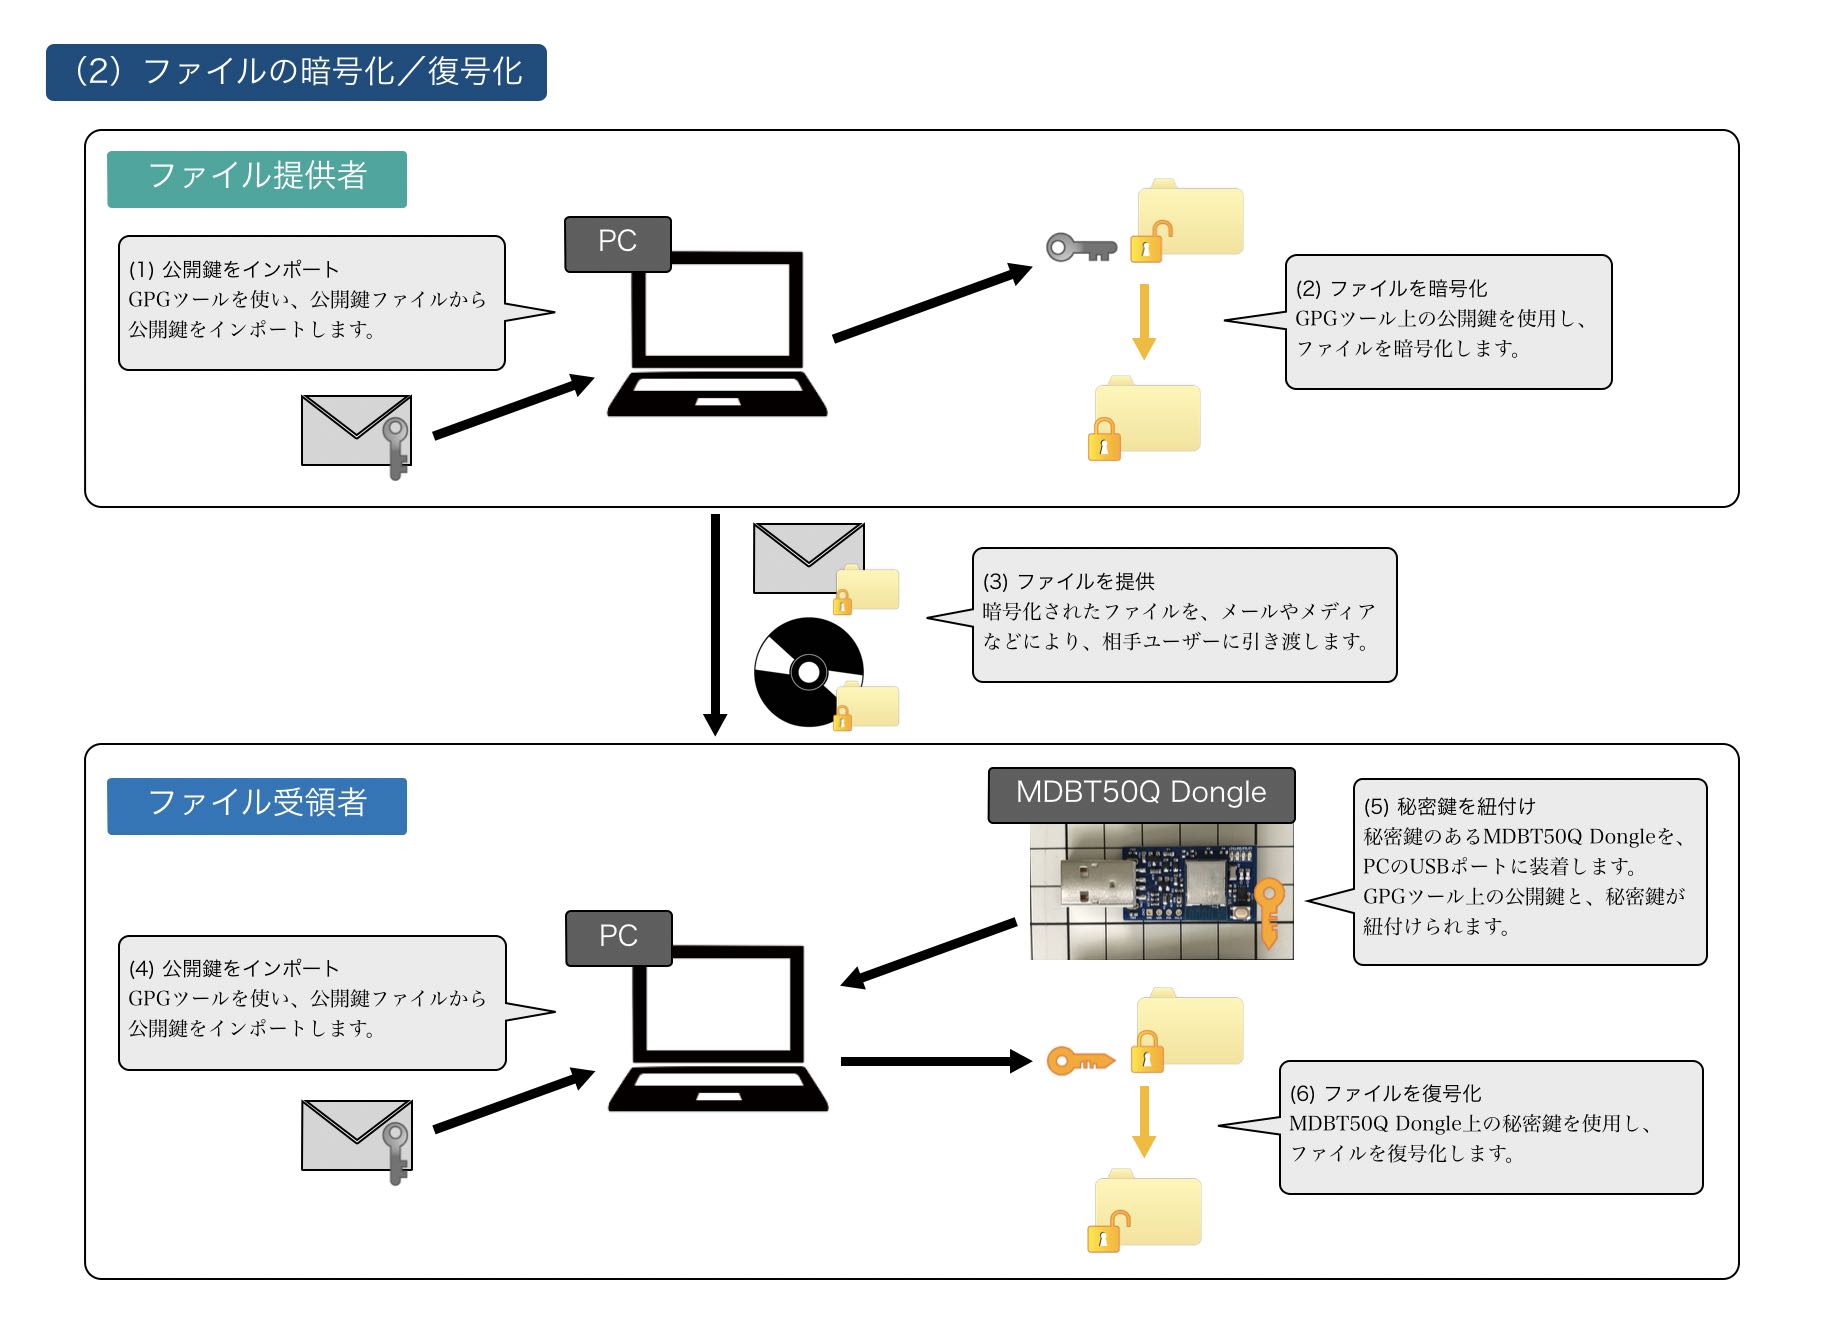 （2）ファイルの暗号化／復号化
ファイル提供者
PC
(1) 公開鍵をインポート
GPGツールを使い、公開鍵ファイルから
公開鍵をインポートします。
(2) ファイルを暗号化
GPGツール上の公開鍵を使用し、
ファイルを暗号化します。
(3) ファイルを提供
暗号化されたファイルを、メールやメディア
などにより、相手ユーザーに引き渡します。
ファイル受領者
MDBT50Q Dongle
(5) 秘密鍵を紐付け
秘密鍵のあるMDBT50Q Dongleを、
PCのUSBポートに装着します。
GPGツール上の公開鍵と、秘密鍵が
紐付けられます。
PC
(4) 公開鍵をインポート
GPGツールを使い、公開鍵ファイルから
公開鍵をインポートします。
(6) ファイルを復号化
MDBT50Q Dongle上の秘密鍵を使用し、
ファイルを復号化します。